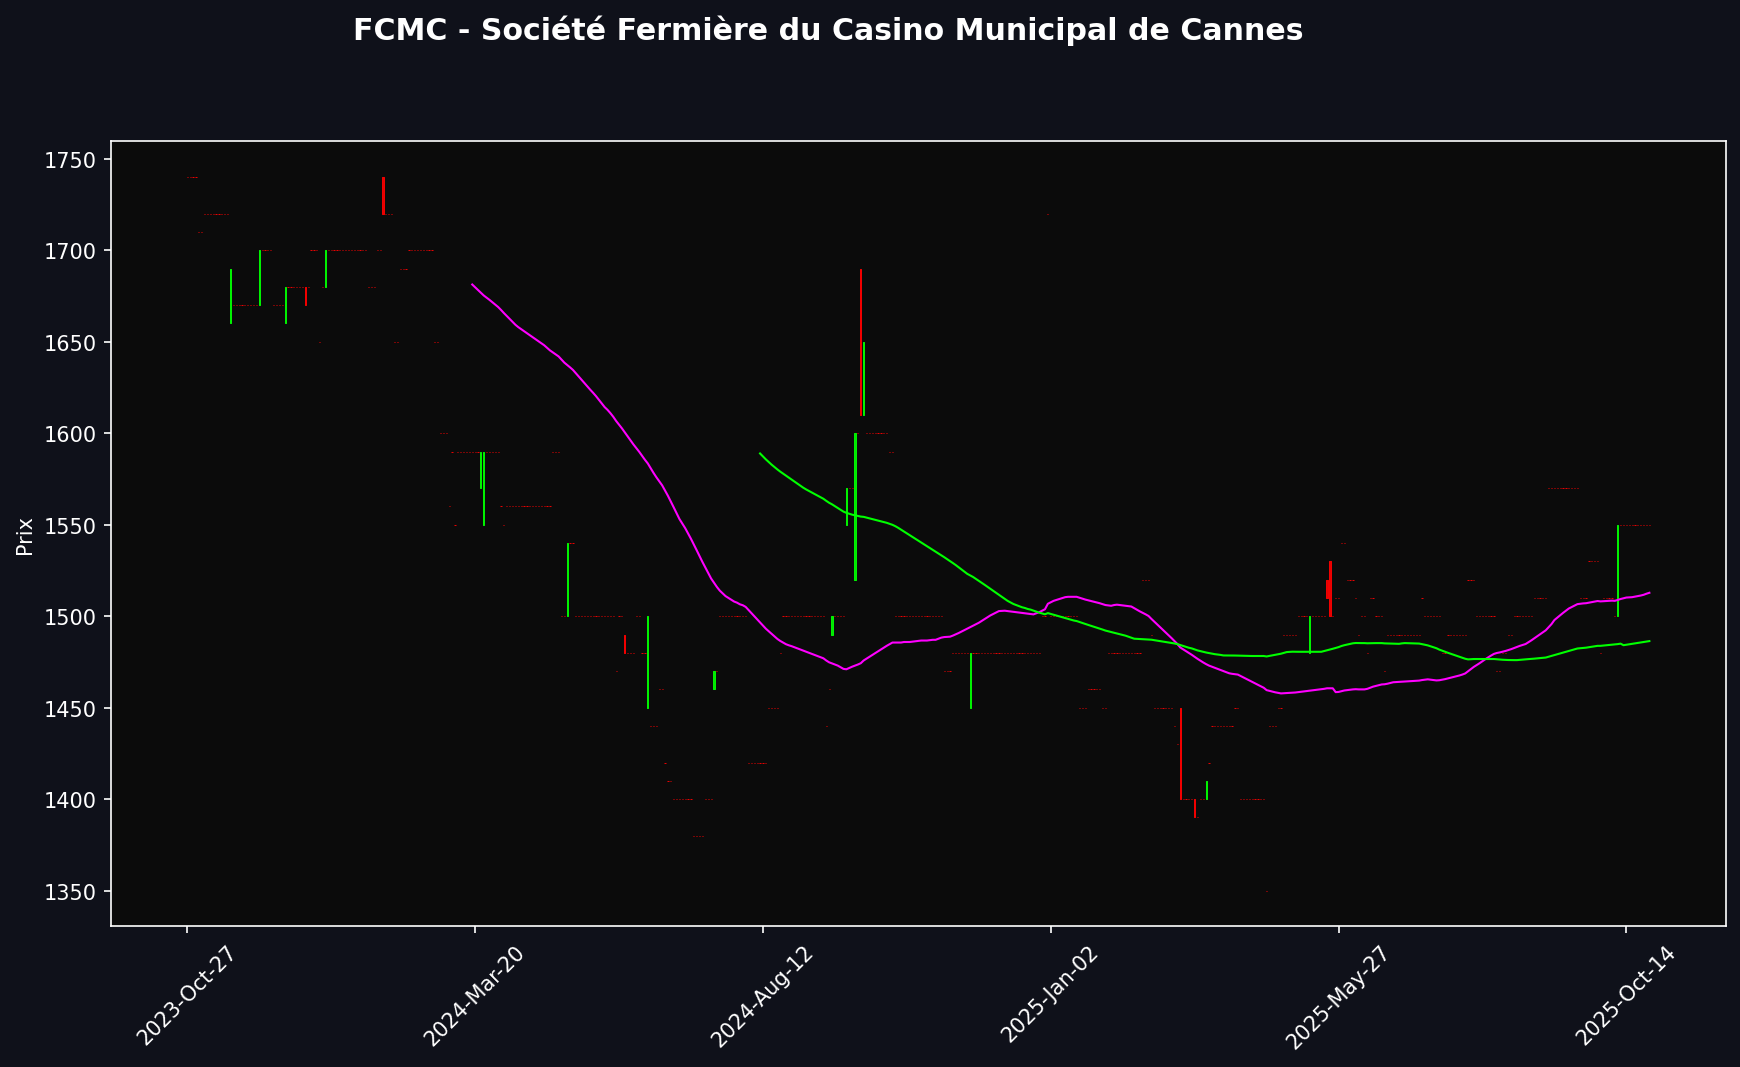 FCMC - Société Fermière du Casino Municipal de Cannes
Prix
1750
1700
1650
1600
1550
1500
1450
1400
1350
2023-Oct-27
2024-Mar-20
2024-Aug-12
2025-Jan-02
2025-May-27
2025-Oct-14